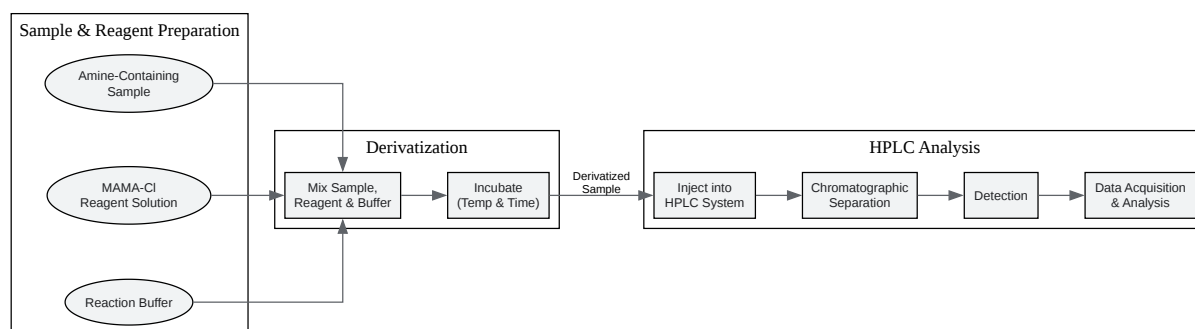 Sample & Reagent Preparation
Amine-Containing
Sample
MAMA-Cl
Reagent Solution
Reaction Buffer
Derivatization
Mix Sample,
Reagent & Buffer
Incubate
(Temp & Time)
Derivatized
Sample
HPLC Analysis
Inject into
HPLC System
Chromatographic
Separation
Detection
Data Acquisition
& Analysis